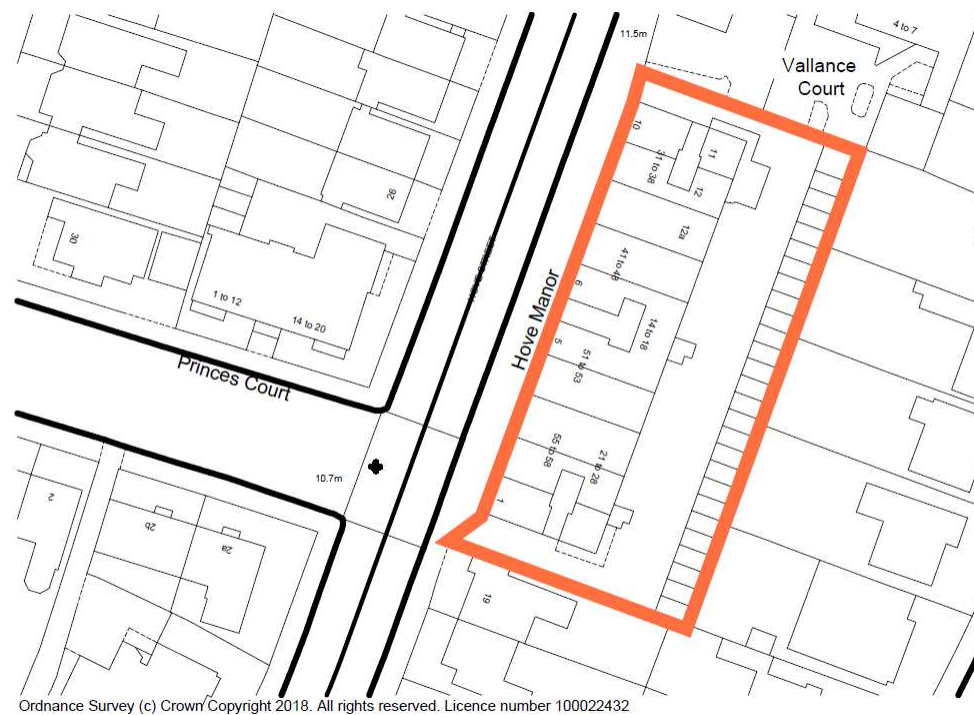 4 to 7
11.5m
Vallance
Court
10
31 to 38
11
12
12a
26
30
41 to 48
6
1 to 12
14 to 20
14 to 18
Hove Manor
5
51 to 53
Princes Court
55 to 58
21 to 28
10.7m
1
2
2b
2a
19
Ordnance Survey (c) Crown Copyright 2018. All rights reserved. Licence number 100022432